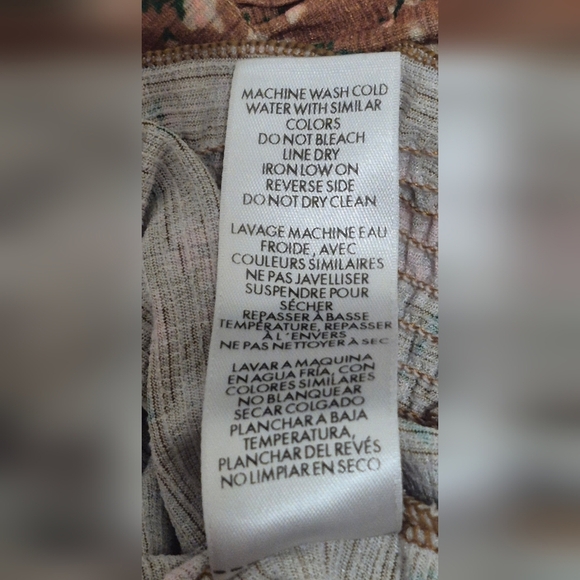 MACHINE WASH COLD
WATER WITH SIMILAR
COLORS
DO NOT BLEACH
LINE DRY
IRON LOW ON
REVERSE SIDE
DO NOT DRY CLEAN
LAVAGE MACHINE EAU
FROIDE, AVEC
COULEURS SIMILAIRES
NE PAS JAVELLISER
SUSPENDRE POUR
SÉCHER
REPASSER À BASSE
TEMPÉRATURE, REPASSER
À L'ENVERS
NE PAS NETTOYER À SEC
LAVAR A MAQUINA
EN AGUA FRÍA, CON
COLORES SIMILARES
NO BLANQUEAR
SECAR COLGADO
PLANCHAR A BAJA
TEMPERATURA,
PLANCHAR DEL REVÉS
NO LIMPIAR EN SECO